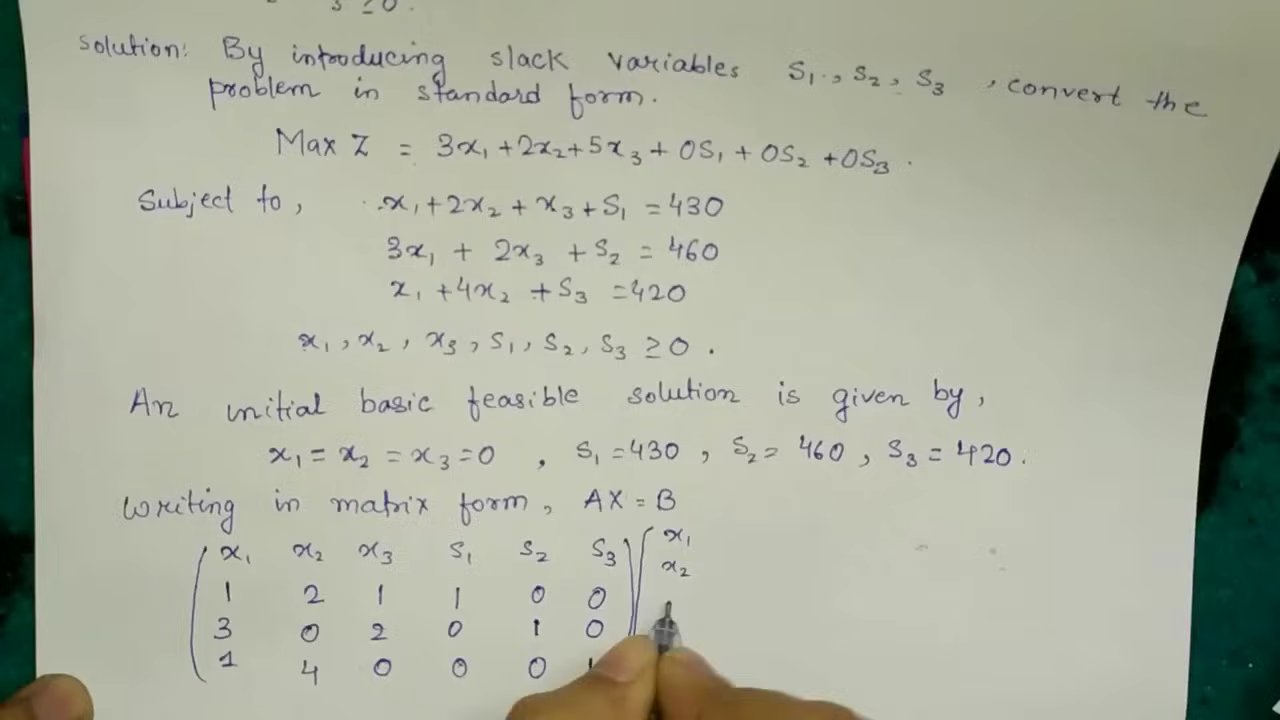 3 ≥0.
Solution: By introducing slack variables S₁, S₂, S₃, convert the
problem in standard form.
Max Z = 3x₁+2x₂+5x₃+0S₁+0S₂+0S₃.
Subject to, x₁+2x₂+x₃+S₁=430
3x₁+ 2x₃ +S₂=460
x₁+4x₂+S₃=420
x₁, x₂, x₃, S₁, S₂, S₃ ≥0.
An initial basic feasible solution is given by,
x₁=x₂=x₃=0, S₁=430, S₂=460, S₃=420.
Writing in matrix form, AX=B
x₁ x₂ x₃ S₁ S₂ S₃ x₁
x₂
1 2 1 1 0 0
3 0 2 0 1 0
1 4 0 0 0